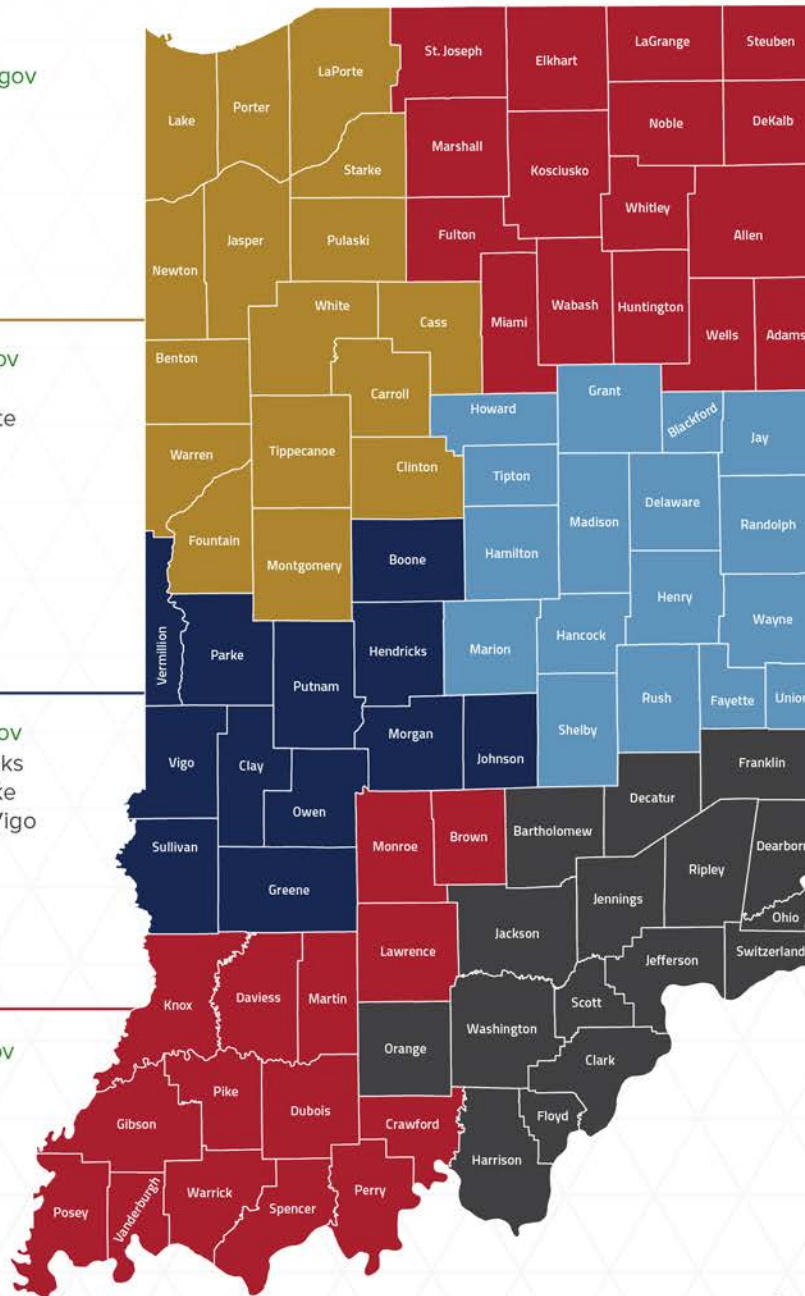 gov
ov
te
ov
ks
ke
Vigo
ov
St. Joseph
Elkhart
LaGrange
Steuben
LaPorte
Lake
Porter
Noble
DeKalb
Marshall
Kosciusko
Starke
Whitley
Fulton
Allen
Jasper
Pulaski
Newton
White
Cass
Miami
Wabash
Huntington
Wells
Adams
Benton
Carroll
Grant
Howard
Blackford
Jay
Warren
Tippecanoe
Clinton
Tipton
Delaware
Madison
Randolph
Fountain
Montgomery
Boone
Hamilton
Henry
Wayne
Vermillion
Parke
Hendricks
Marion
Hancock
Putnam
Rush
Fayette
Union
Vigo
Clay
Morgan
Johnson
Shelby
Franklin
Owen
Decatur
Sullivan
Monroe
Brown
Bartholomew
Ripley
Dearborn
Greene
Jennings
Ohio
Jackson
Lawrence
Jefferson
Switzerland
Knox
Daviess
Martin
Scott
Washington
Orange
Clark
Pike
Dubois
Gibson
Crawford
Floyd
Harrison
Posey
Vanderburgh
Warrick
Spencer
Perry